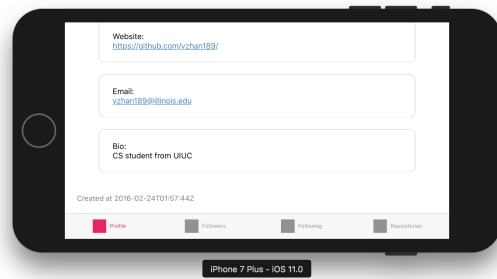 Website:
https://github.com/yzhan189/
Email:
yzhan189@illinois.edu
Bio:
CS student from UIUC
Created at 2016-02-24T01:57:44Z
Profile Followers Following Repositories
iPhone 7 Plus - iOS 11.0